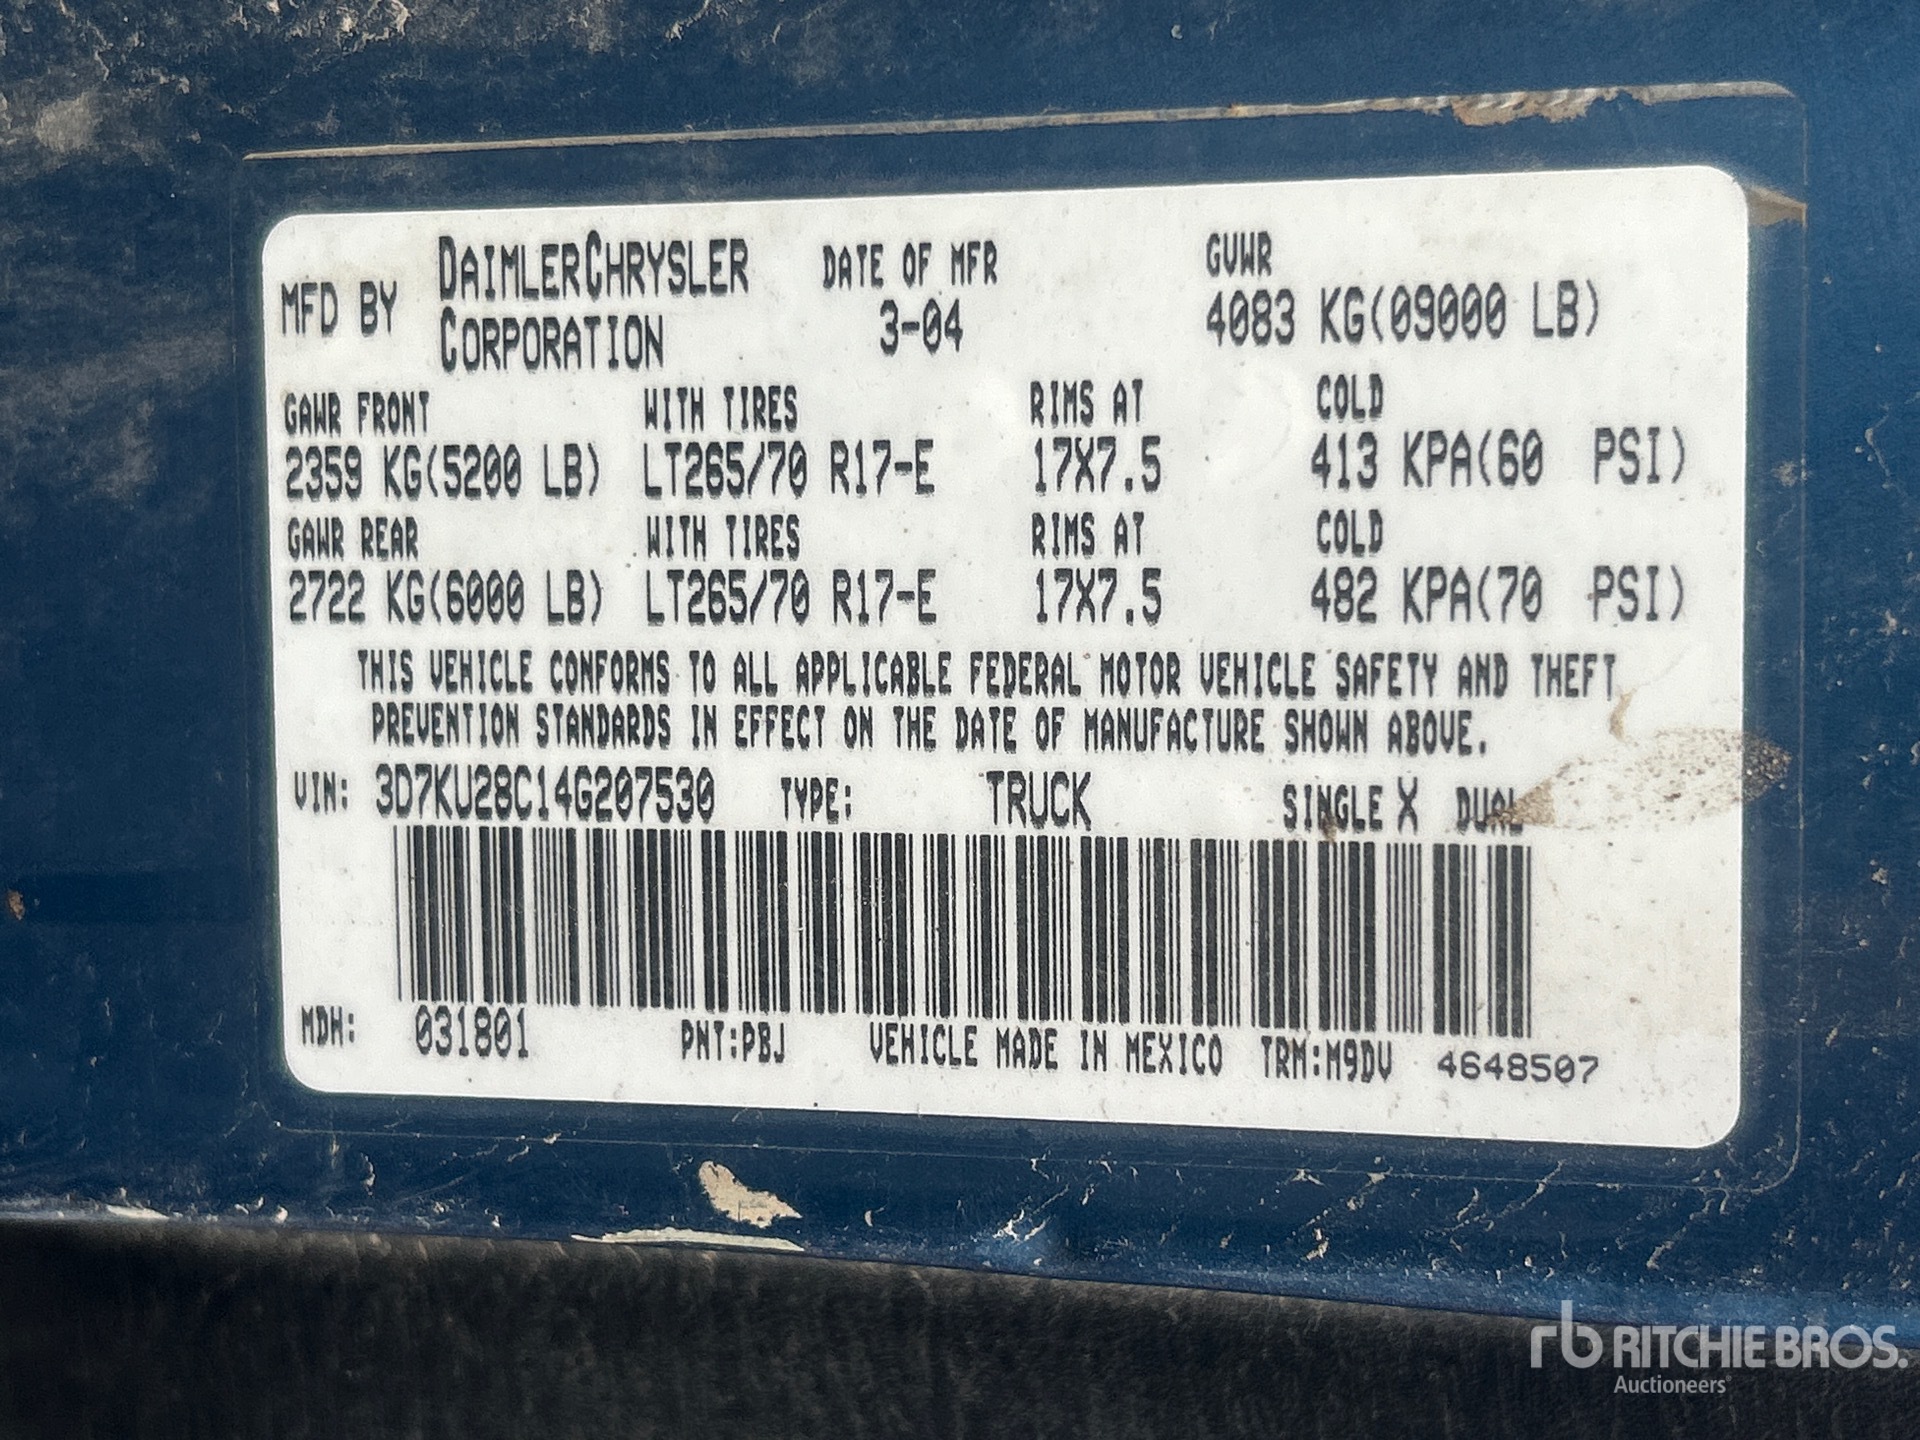 MFD BY DAIMLERCHRYSLER CORPORATION DATE OF MFR 3-04 GVWR 4083 KG(09000 LB)
GAWR FRONT WITH TIRES RIMS AT COLD
2359 KG(5200 LB) LT265/70 R17-E 17X7.5 413 KPA(60 PSI)
GAWR REAR WITH TIRES RIMS AT COLD
2722 KG(6000 LB) LT265/70 R17-E 17X7.5 482 KPA(70 PSI)
THIS VEHICLE CONFORMS TO ALL APPLICABLE FEDERAL MOTOR VEHICLE SAFETY AND THEFT
PREVENTION STANDARDS IN EFFECT ON THE DATE OF MANUFACTURE SHOWN ABOVE.
VIN: 3D7KU28C14G207530 TYPE: TRUCK SINGLE X DUAL
MDH: 031801 PNT:PBJ VEHICLE MADE IN MEXICO TRM:M9DV 4648507
rb RITCHIE BROS.
Auctioneers